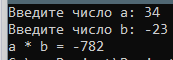 Введите число a: 34
Введите число b: -23
a * b = -782